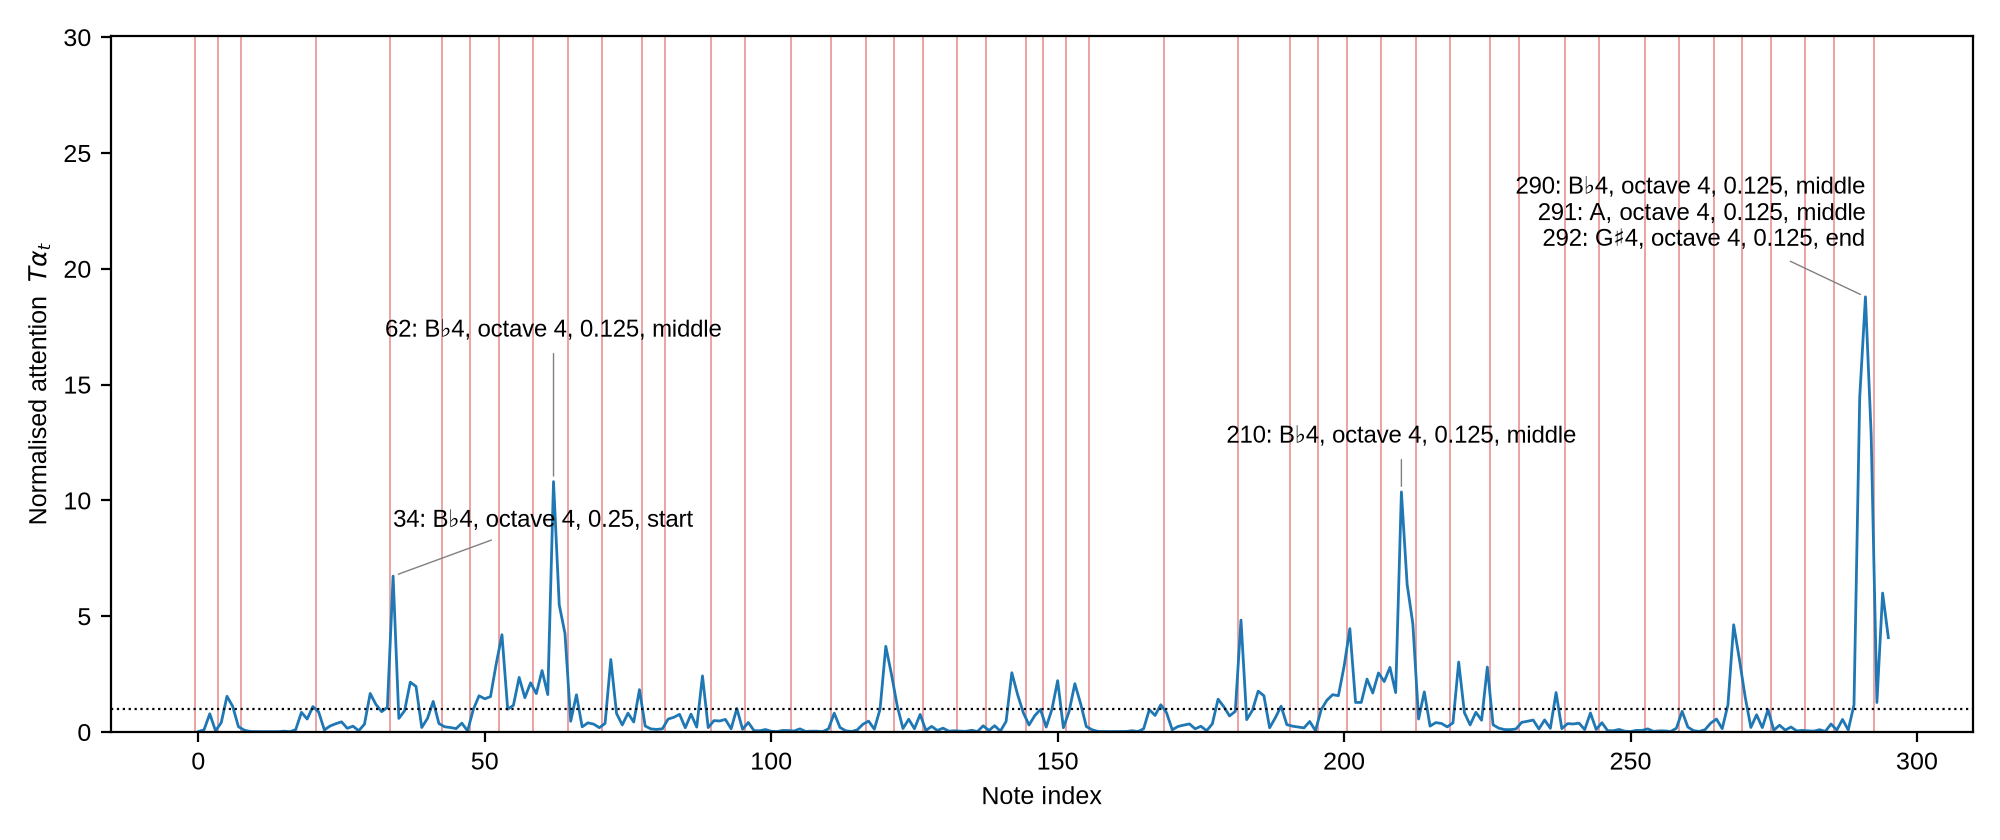 30
25
20
15
10
5
0
Normalised attention Tαt
290: B♭4, octave 4, 0.125, middle
291: A, octave 4, 0.125, middle
292: G♯4, octave 4, 0.125, end
62: B♭4, octave 4, 0.125, middle
210: B♭4, octave 4, 0.125, middle
34: B♭4, octave 4, 0.25, start
0 50 100 150 200 250 300
Note index